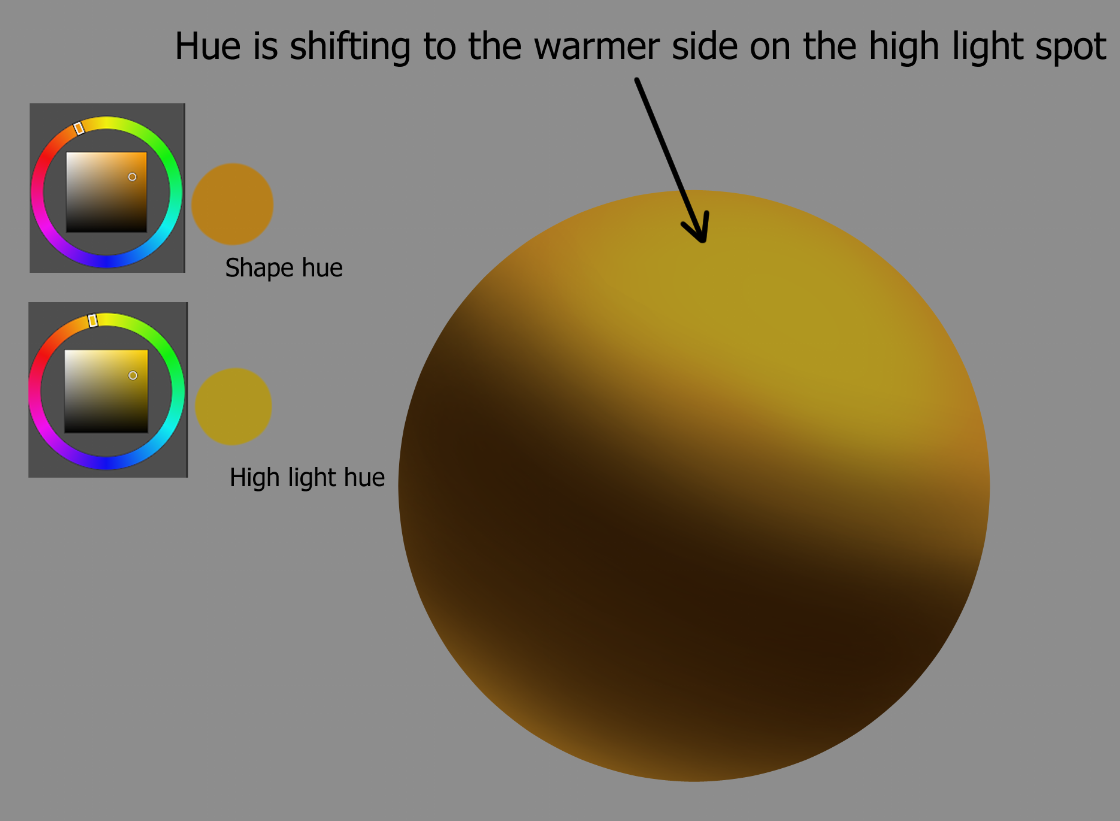 Hue is shifting to the warmer side on the high light spot
Shape hue
High light hue